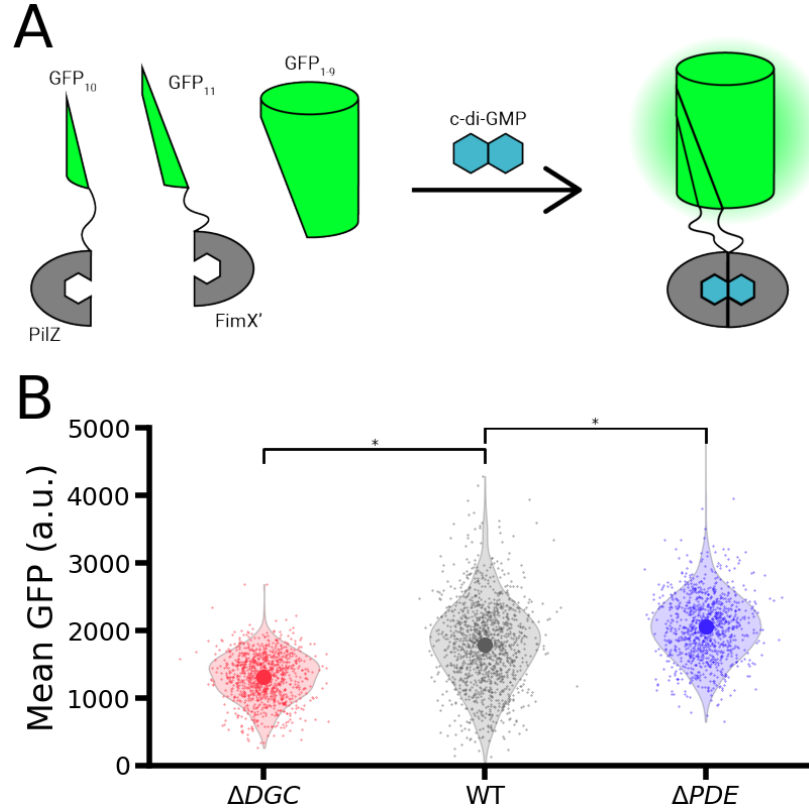 A
GFP₁₀
GFP₁₁
GFP₁₋₉
c-di-GMP
PilZ
FimX'
B
Mean GFP (a.u.)
5000
4000
3000
2000
1000
0
*
*
ΔDGC
WT
ΔPDE